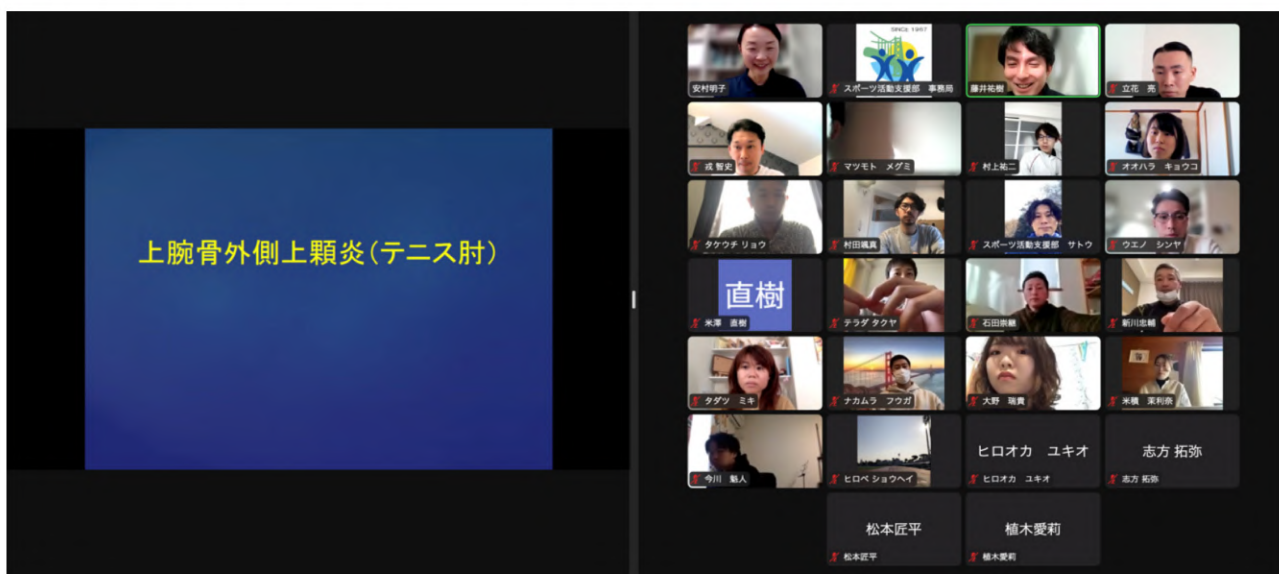 上腕骨外側上顆炎(テニス肘)
安村明子
SINCE 1967
スポーツ活動支援部 事務局
藤井祐樹
立花 亮
戎 智史
マツモト メグミ
村上祐二
オオハラ キョウコ
タケウチ リョウ
村田颯真
スポーツ活動支援部 サトウ
ウエノ シンヤ
直樹
米澤 直樹
テラダ タクヤ
石田崇継
新川忠輔
タダツ ミキ
ナカムラ フウガ
大野 瑞貴
米積 茉利奈
今川 魁人
ヒロベ ショウヘイ
ヒロオカ ユキオ
ヒロオカ ユキオ
志方 拓弥
志方 拓弥
松本匠平
松本匠平
植木愛莉
植木愛莉